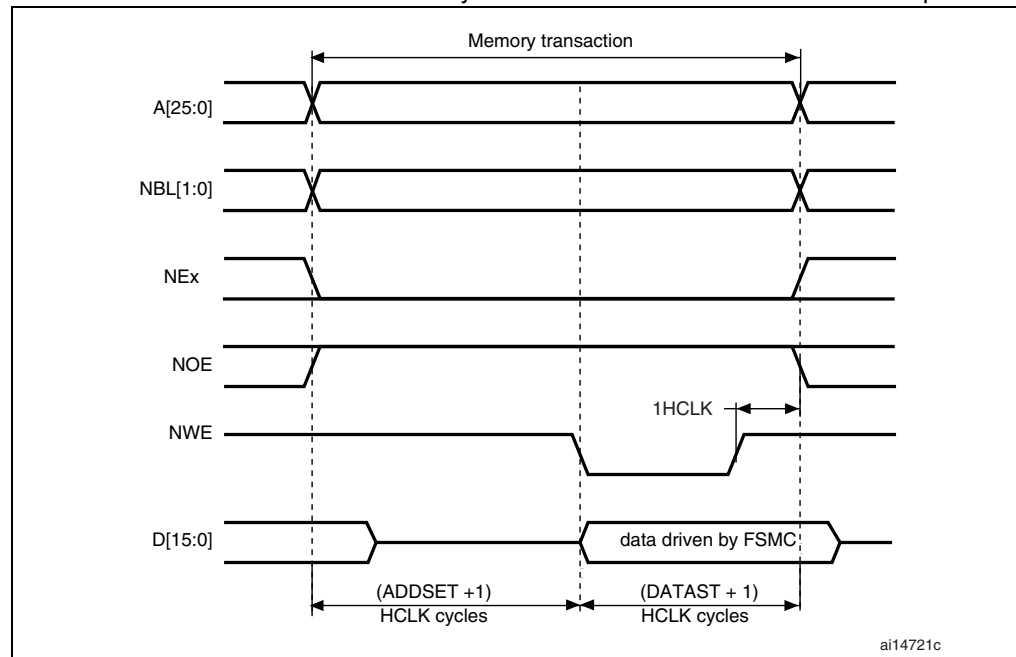 Memory transaction
A[25:0]
NBL[1:0]
NEx
NOE
1HCLK
NWE
D[15:0]
data driven by FSMC
(ADDSET +1)
HCLK cycles
(DATAST + 1)
HCLK cycles
ai14721c